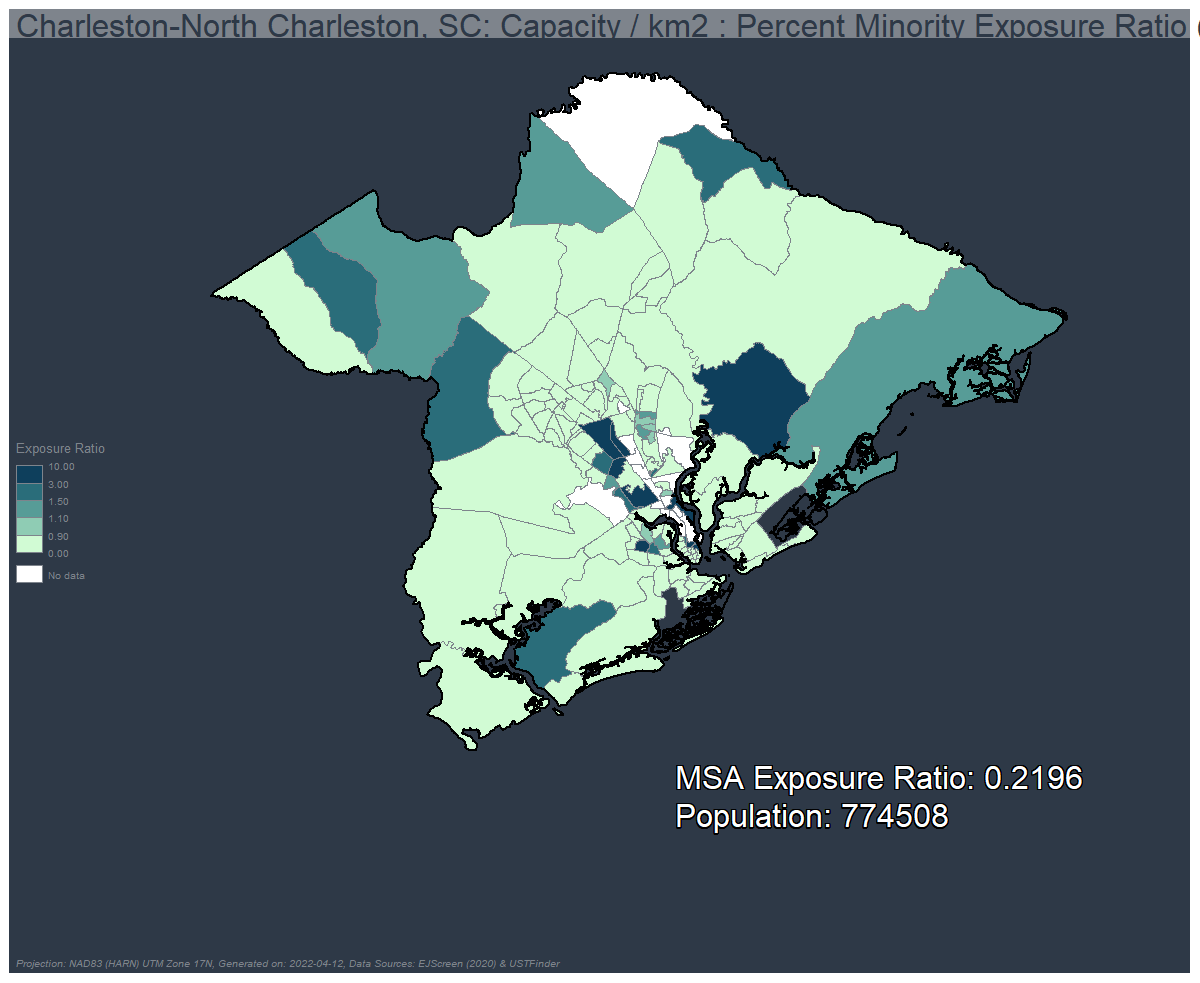 Charleston-North Charleston, SC: Capacity / km2 : Percent Minority Exposure Ratio (
Exposure Ratio
10.00
3.00
1.50
1.10
0.90
0.00
No data
MSA Exposure Ratio: 0.2196
Population: 774508
Projection: NAD83 (HARN) UTM Zone 17N, Generated on: 2022-04-12, Data Sources: EJScreen (2020) & USTFinder